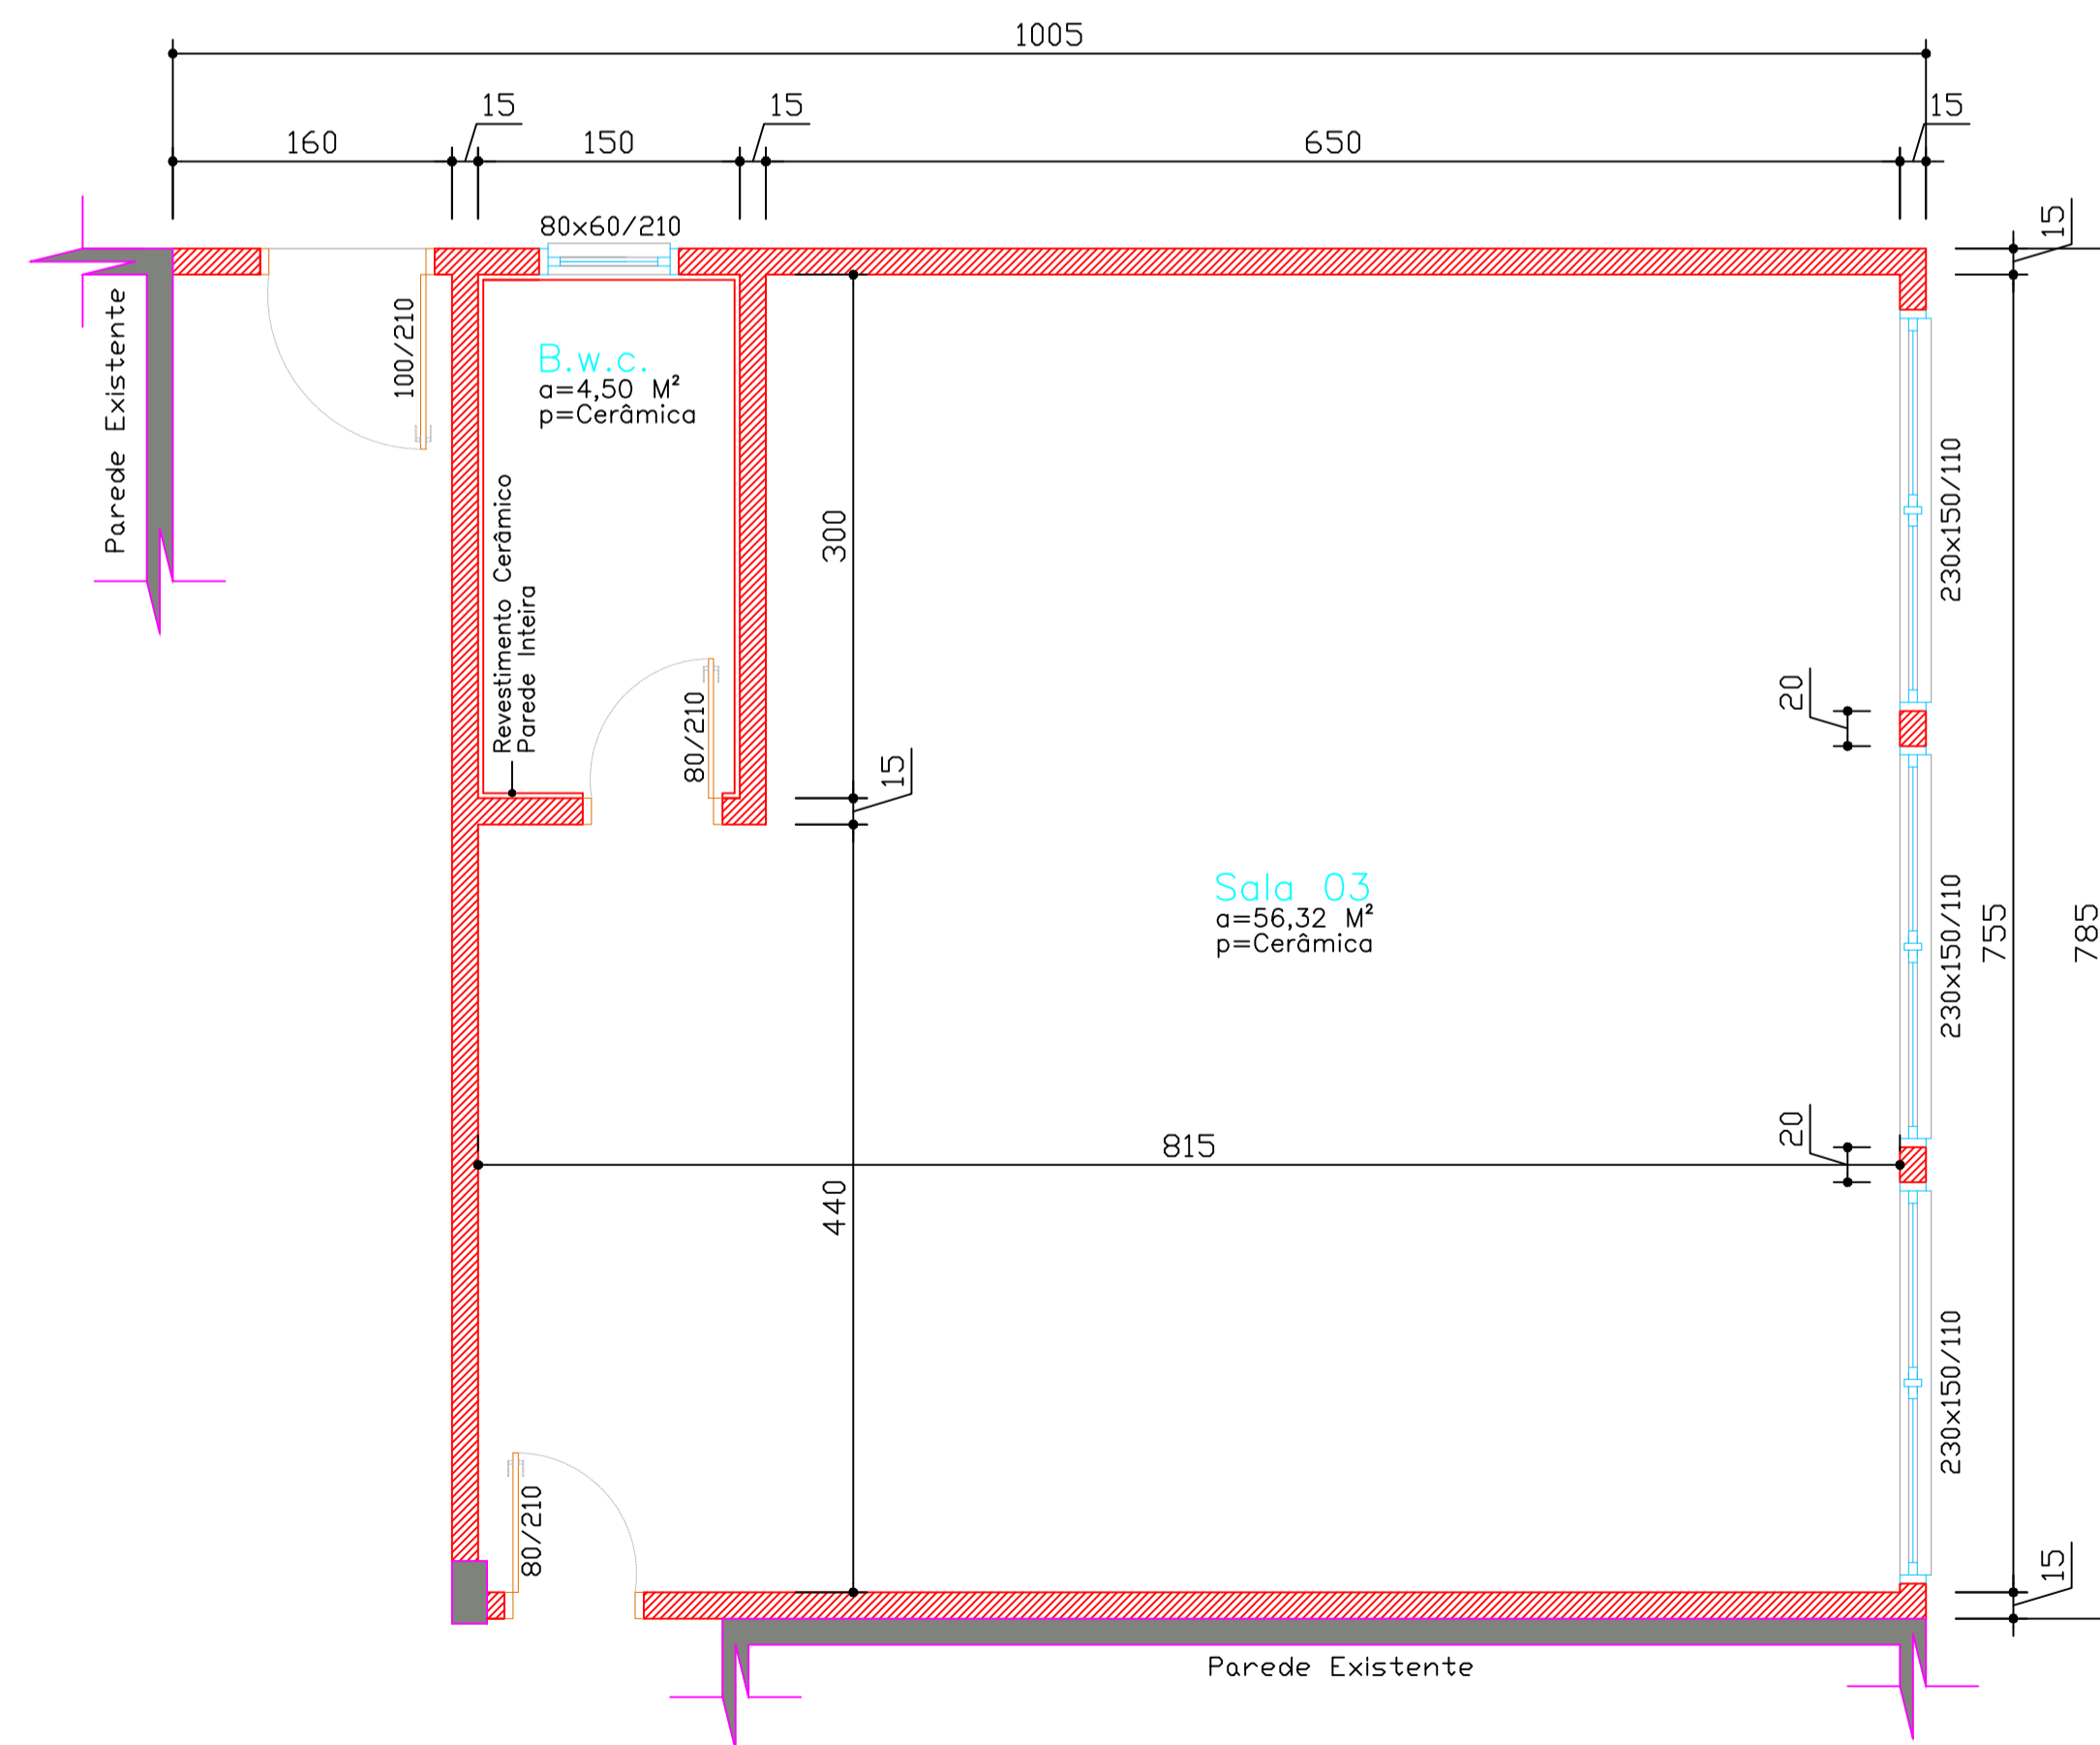 1005
15
15
15
160
150
650
80x60/210
15
Parede Existente
100/210
B.w.c.
a=4,50 M²
p=Cerâmica
Revestimento Cerâmico
Parede Inteira
300
230x150/110
80/210
20
15
Sala 03
a=56,32 M²
p=Cerâmica
230x150/110
755
785
815
20
440
230x150/110
80/210
15
Parede Existente